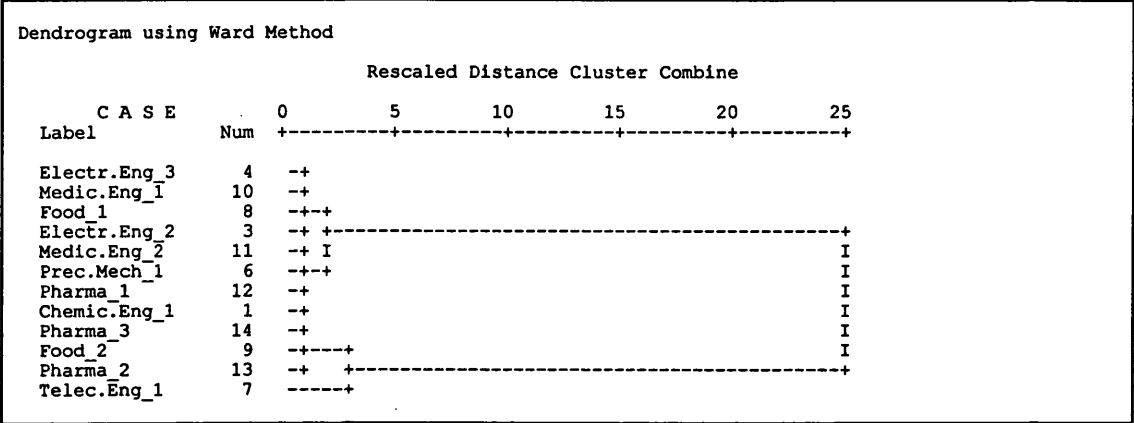 Dendrogram using Ward Method
Rescaled Distance Cluster Combine
C A S E 0 5 10 15 20 25
Label Num +---------+---------+---------+---------+---------+
Electr.Eng_3 4 -+
Medic.Eng_1 10 -+
Food_1 8 -+-+
Electr.Eng_2 3 -+ +---------------------------------------------+
Medic.Eng_2 11 -+ I I
Prec.Mech_1 6 -+-+ I
Pharma_1 12 -+ I
Chemic.Eng_1 1 -+ I
Pharma_3 14 -+ I
Food_2 9 -+---+ I
Pharma_2 13 -+ +-------------------------------------------+
Telec.Eng_1 7 -----+